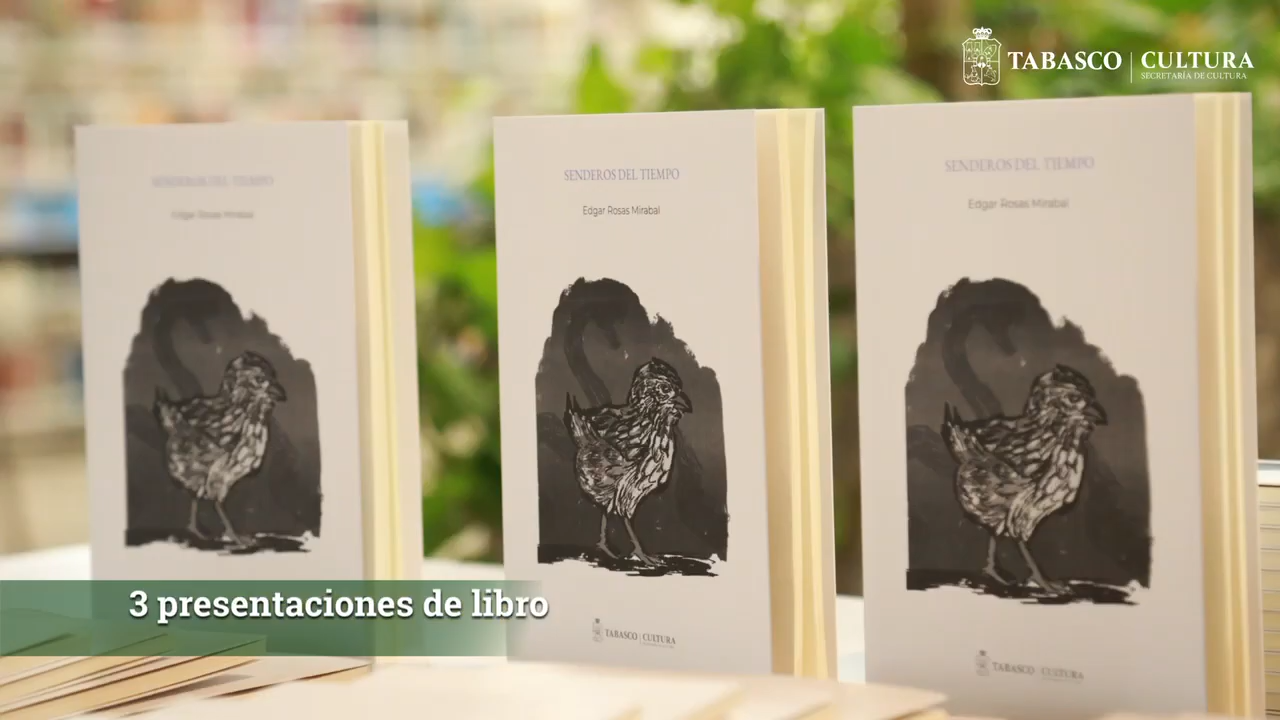 TABASCO | CULTURA
SECRETARÍA DE CULTURA
SENDEROS DEL TIEMPO
Edgar Rosas Mirabal
SENDEROS DEL TIEMPO
Edgar Rosas Mirabal
SENDEROS DEL TIEMPO
Edgar Rosas Mirabal
3 presentaciones de libro
TABASCO | CULTURA
TABASCO | CULTURA